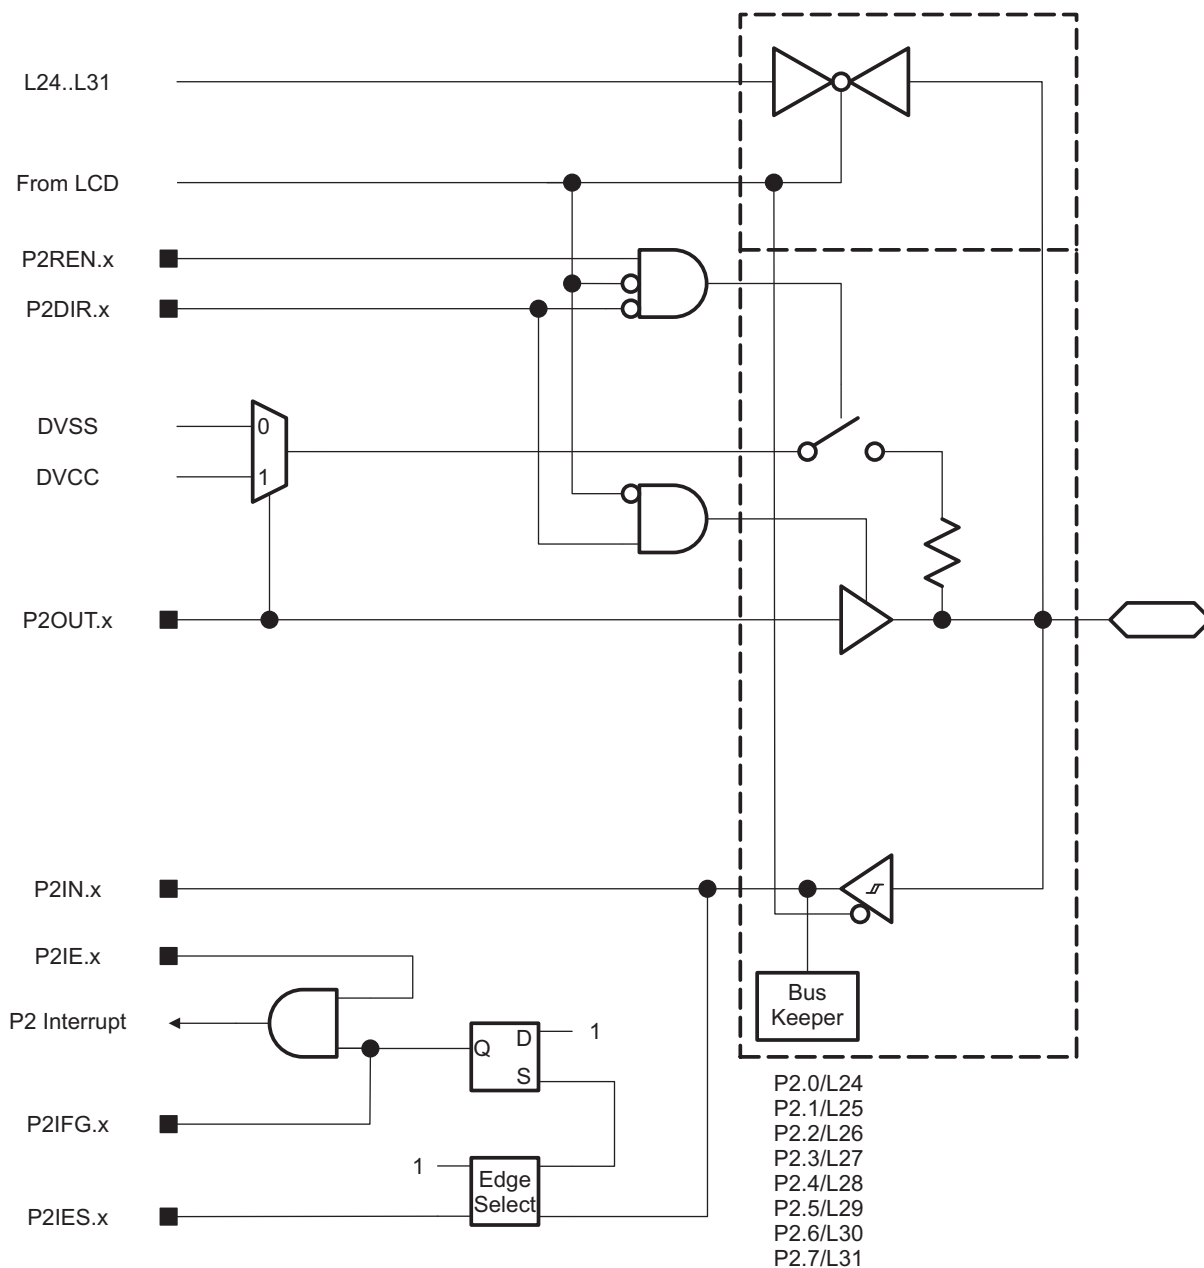 L24..L31
From LCD
P2REN.x
P2DIR.x
DVSS
0
DVCC
1
P2OUT.x
P2IN.x
P2IE.x
Bus
Keeper
P2 Interrupt
Q
D
1
S
P2IFG.x
1
Edge
Select
P2IES.x
P2.0/L24
P2.1/L25
P2.2/L26
P2.3/L27
P2.4/L28
P2.5/L29
P2.6/L30
P2.7/L31